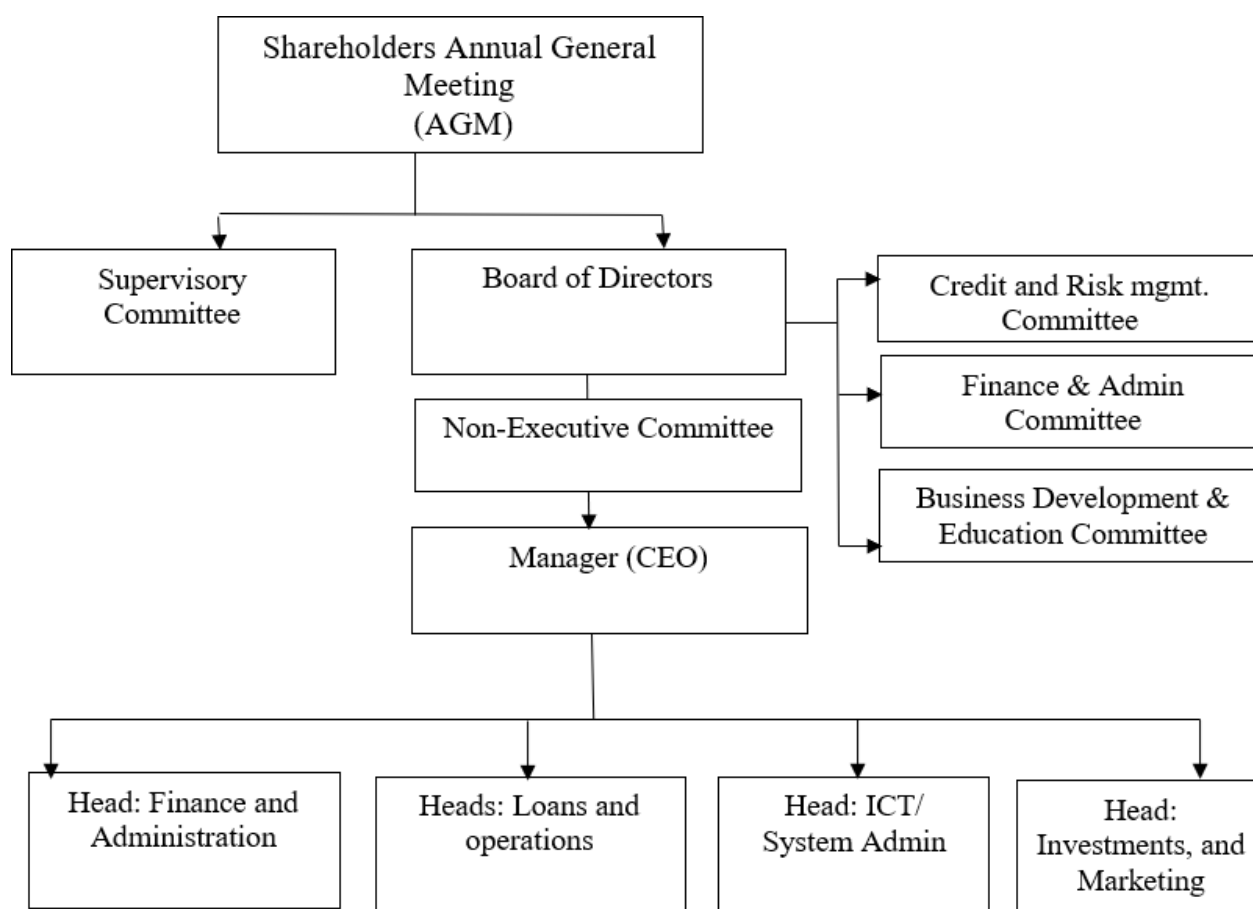 Shareholders Annual General
Meeting
(AGM)
Supervisory
Committee
Board of Directors
Credit and Risk mgmt.
Committee
Finance & Admin
Committee
Non-Executive Committee
Business Development &
Education Committee
Manager (CEO)
Head: Finance and
Administration
Heads: Loans and
operations
Head: ICT/
System Admin
Head:
Investments, and
Marketing